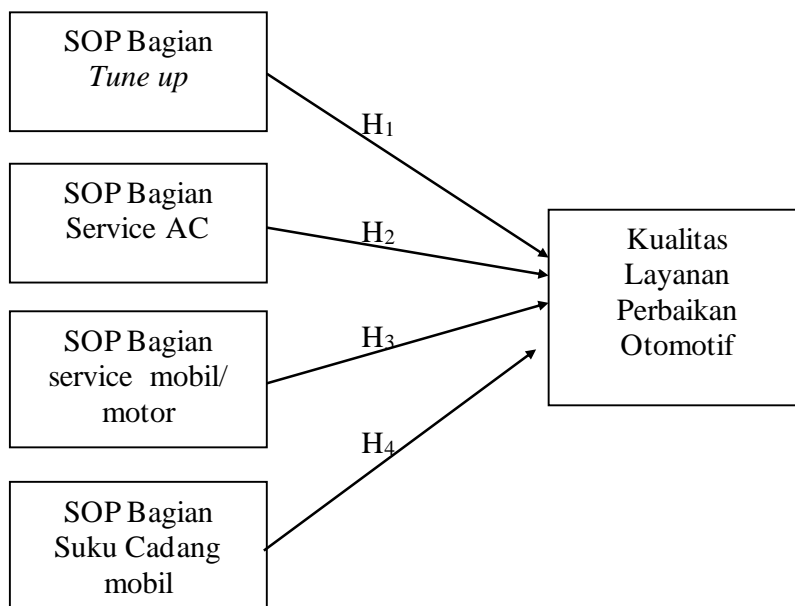 SOP Bagian
Tune up
H1
SOP Bagian
Service AC
H2
Kualitas
Layanan
Perbaikan
Otomotif
SOP Bagian
service mobil/
motor
H3
H4
SOP Bagian
Suku Cadang
mobil